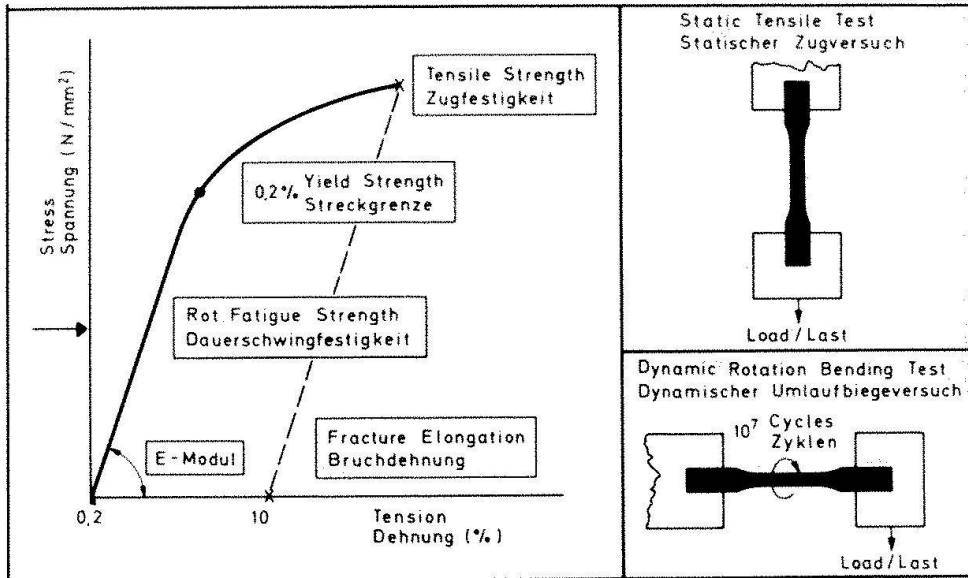 Stress
Spannung (N/mm²)
Tensile Strength
Zugfestigkeit
0,2% Yield Strength
Streckgrenze
Rot. Fatigue Strength
Dauerschwingfestigkeit
E-Modul
Fracture Elongation
Bruchdehnung
0,2
10
Tension
Dehnung (%)
Static Tensile Test
Statischer Zugversuch
Load/Last
Dynamic Rotation Bending Test
Dynamischer Umlaufbiegeversuch
10⁷ Cycles
Zyklen
Load/Last